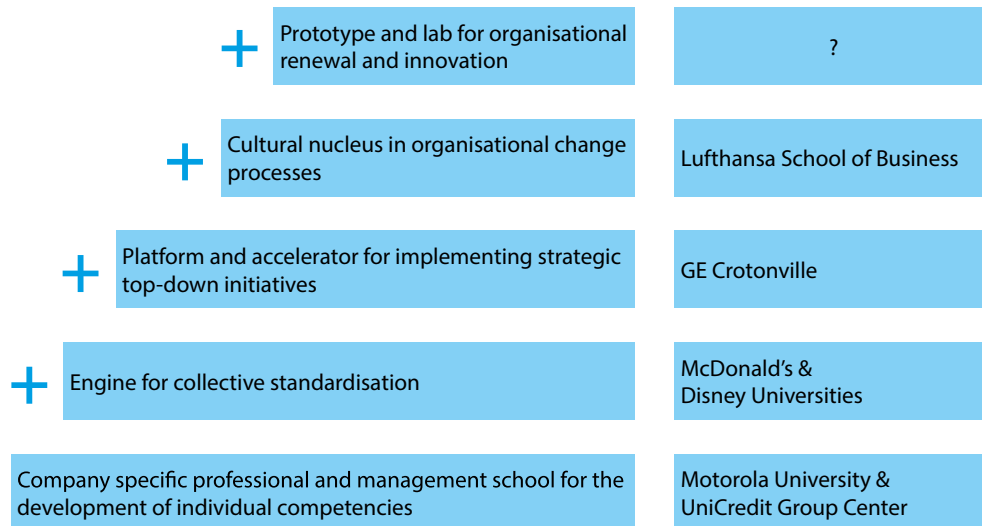 Prototype and lab for organisational
renewal and innovation
?
Cultural nucleus in organisational change
processes
Lufthansa School of Business
Platform and accelerator for implementing strategic
top-down initiatives
GE Crotonville
Engine for collective standardisation
McDonald’s &
Disney Universities
Company specific professional and management school for the
development of individual competencies
Motorola University &
UniCredit Group Center